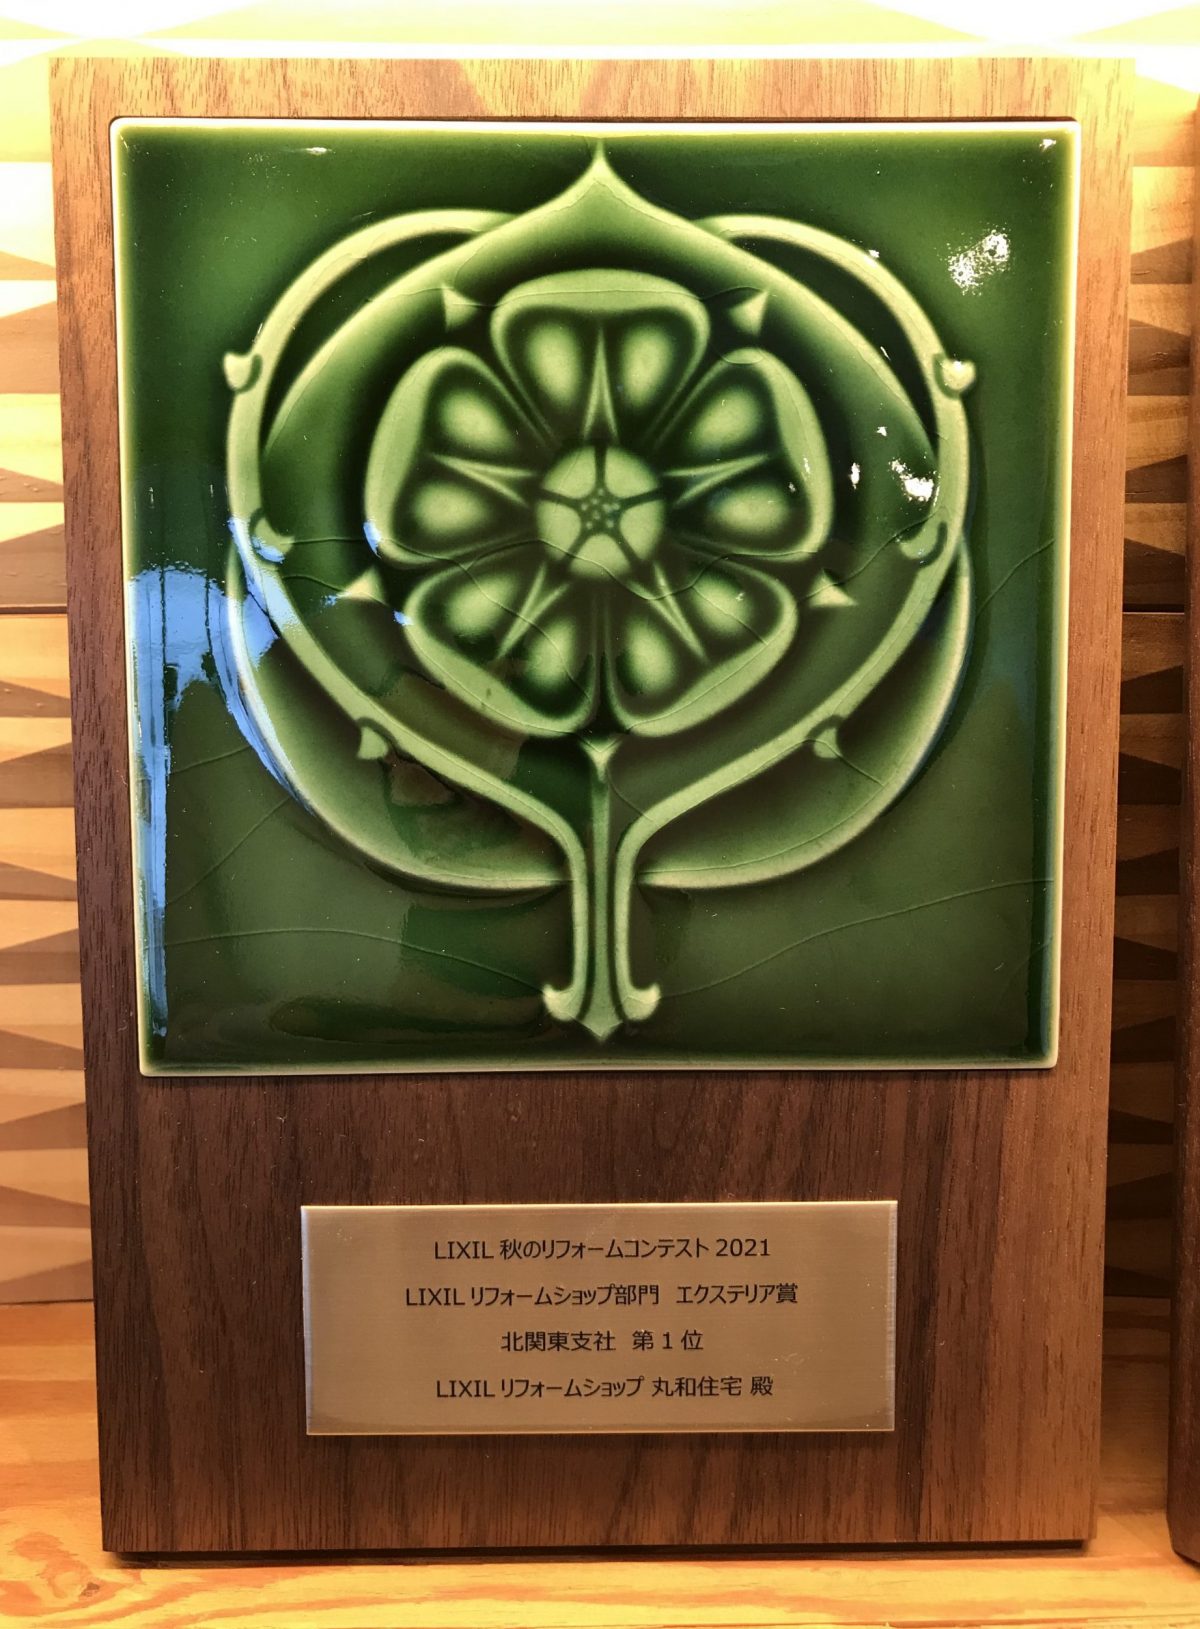 LIXIL 秋のリフォームコンテスト 2021
LIXIL リフォームショップ部門　エクステリア賞
北関東支社　第 1 位
LIXIL リフォームショップ 丸和住宅 殿